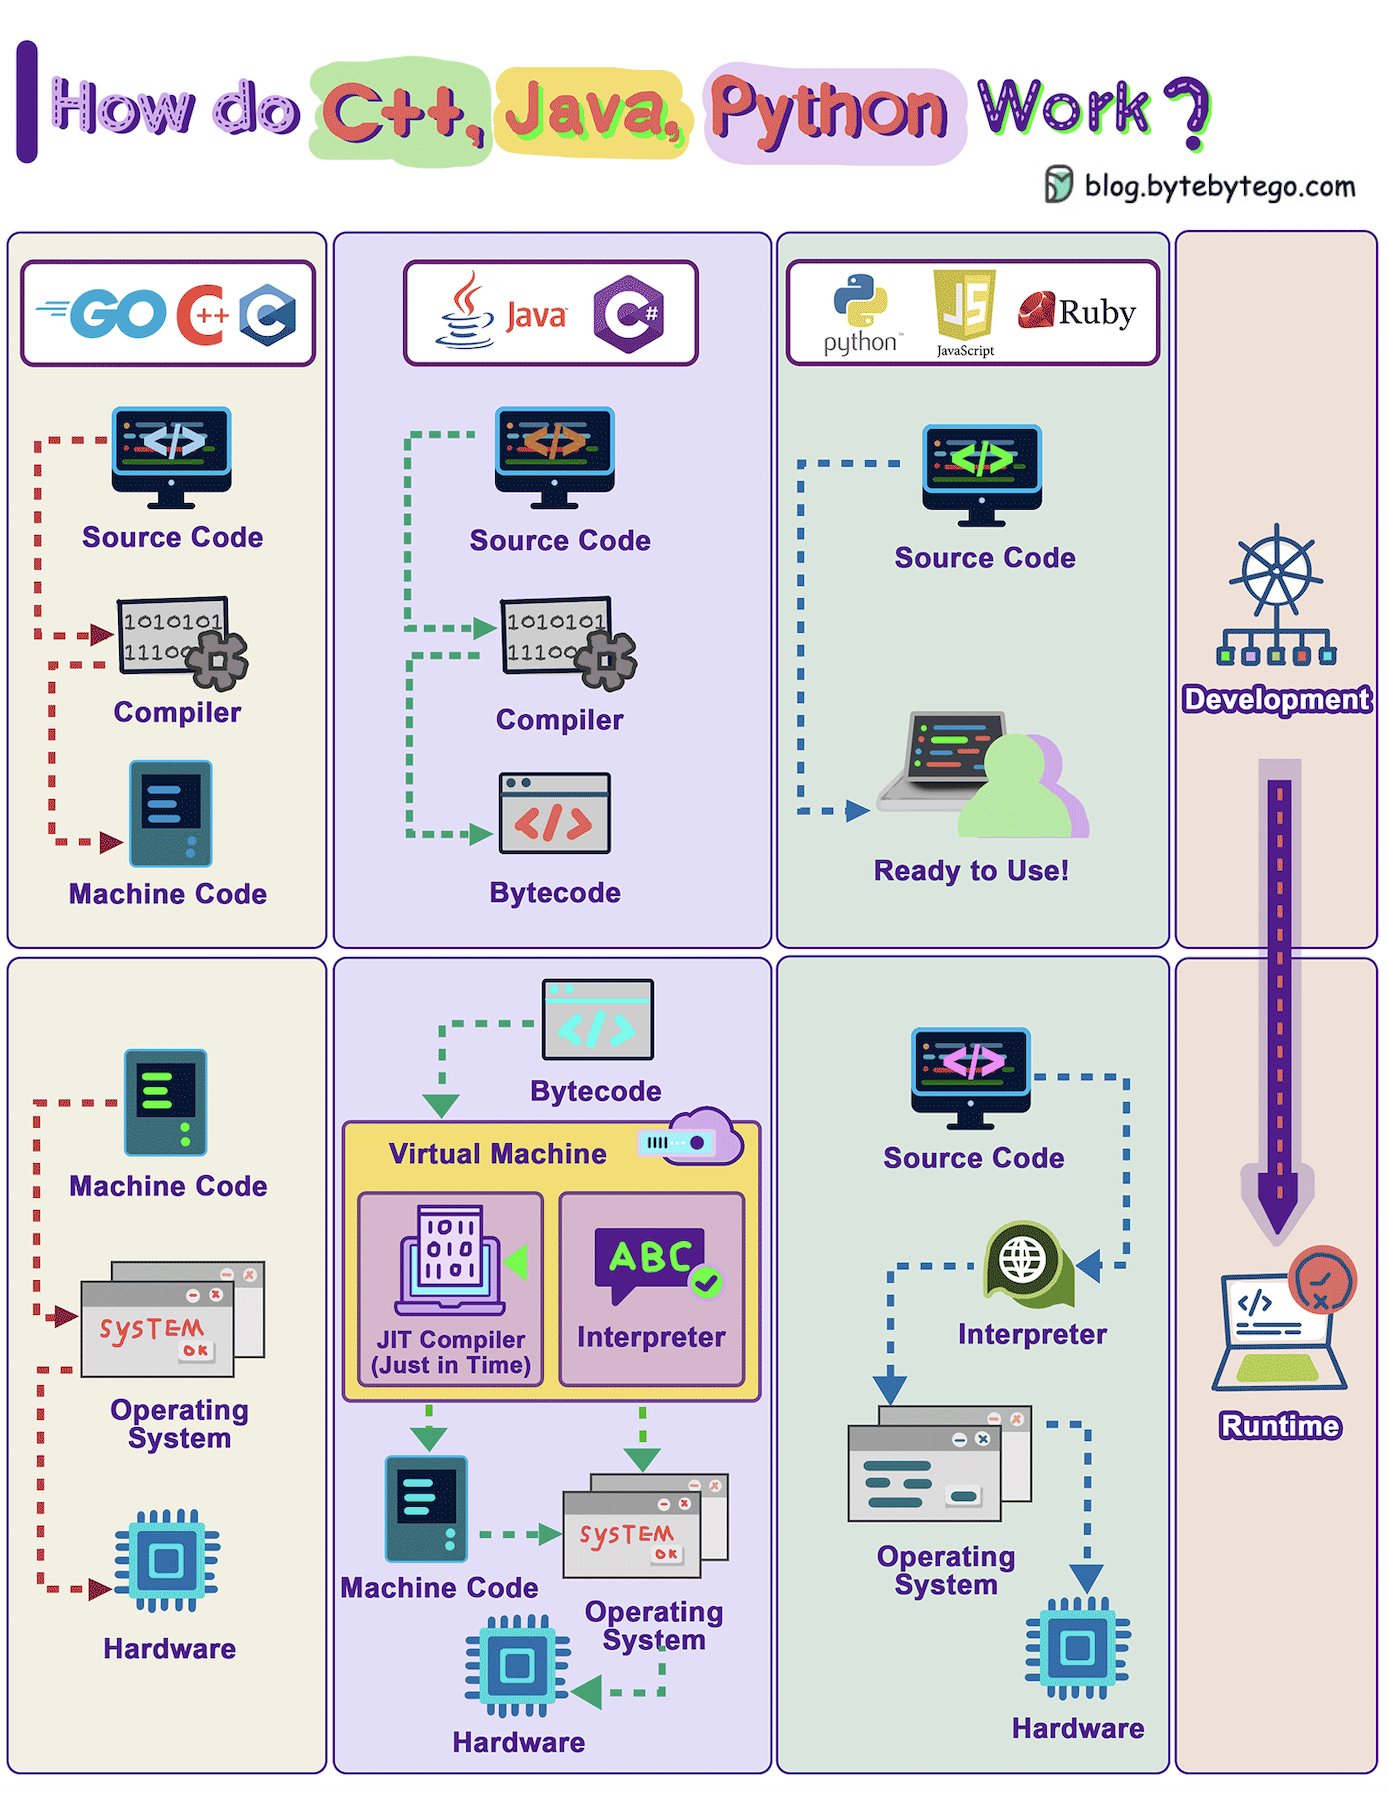 How do C++, Java, Python Work?
blog.bytebytego.com
GO C++ C
Java C#
python JS JavaScript Ruby
Source Code
1010101
11100
Compiler
Machine Code
Source Code
1010101
11100
Compiler
Bytecode
Source Code
Ready to Use!
Development
Machine Code
SYSTEM
OK
Operating
System
Hardware
Bytecode
Virtual Machine
1011
010
101
JIT Compiler
(Just in Time)
ABC
Interpreter
Machine Code
SYSTEM
OK
Operating
System
Hardware
Source Code
Interpreter
Operating
System
Hardware
Runtime